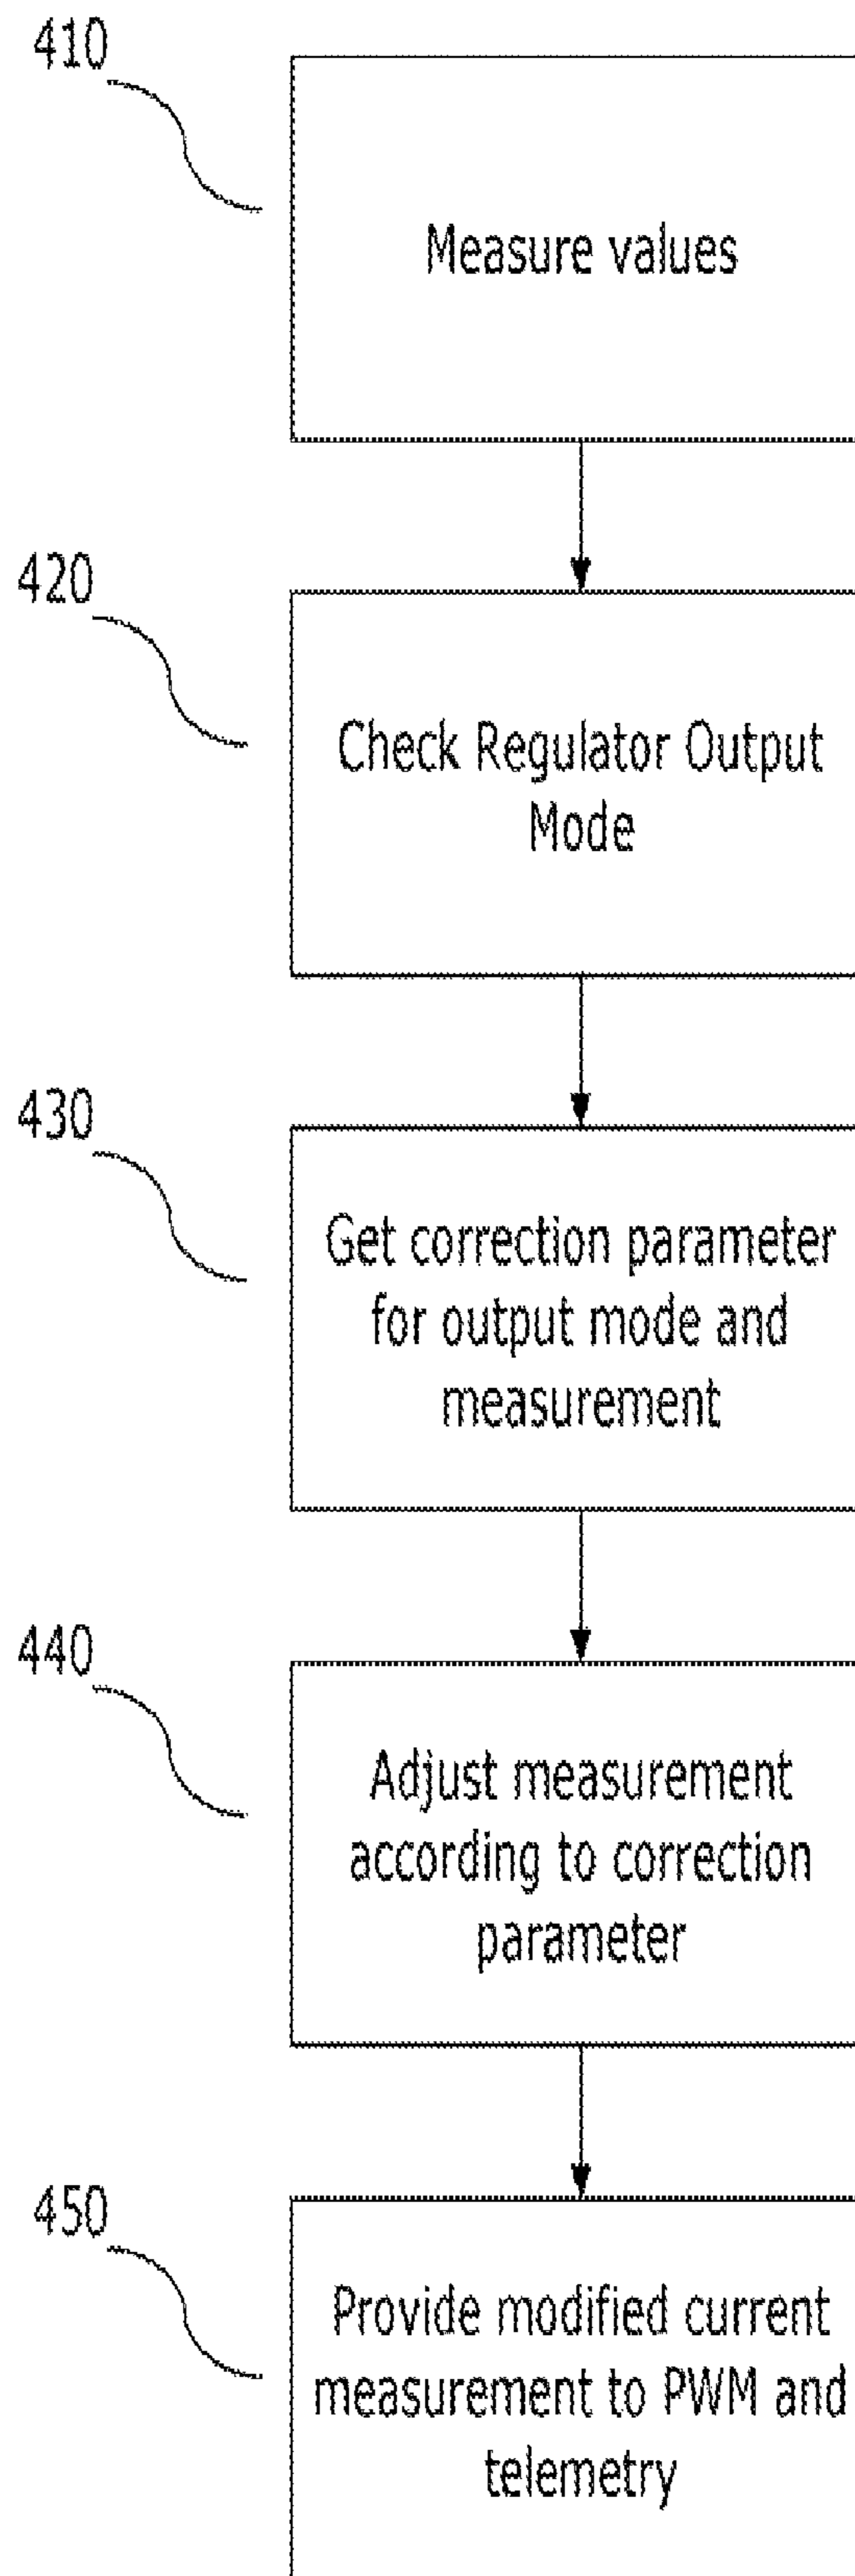 410
Measure values
420
Check Regulator Output
Mode
430
Get correction parameter
for output mode and
measurement
440
Adjust measurement
according to correction
parameter
450
Provide modified current
measurement to PWM and
telemetry